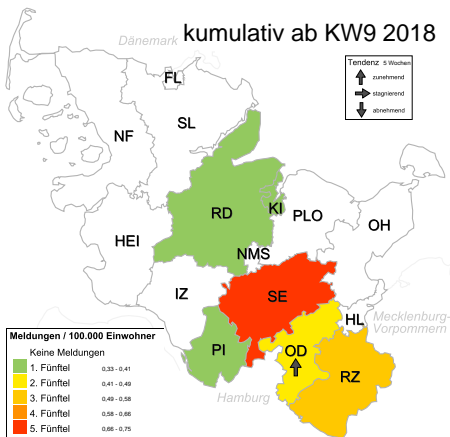 kumulativ ab KW9 2018
Dänemark
Tendenz 5 Wochen
zunehmend
stagnierend
abnehmend
FL
SL
NF
RD
KI
PLO
OH
HEI
NMS
IZ
SE
HL
Mecklenburg-
Vorpommern
PI
OD
RZ
Hamburg
Meldungen / 100.000 Einwohner
Keine Meldungen
1. Fünftel 0,33 - 0,41
2. Fünftel 0,41 - 0,49
3. Fünftel 0,49 - 0,58
4. Fünftel 0,58 - 0,66
5. Fünftel 0,66 - 0,75